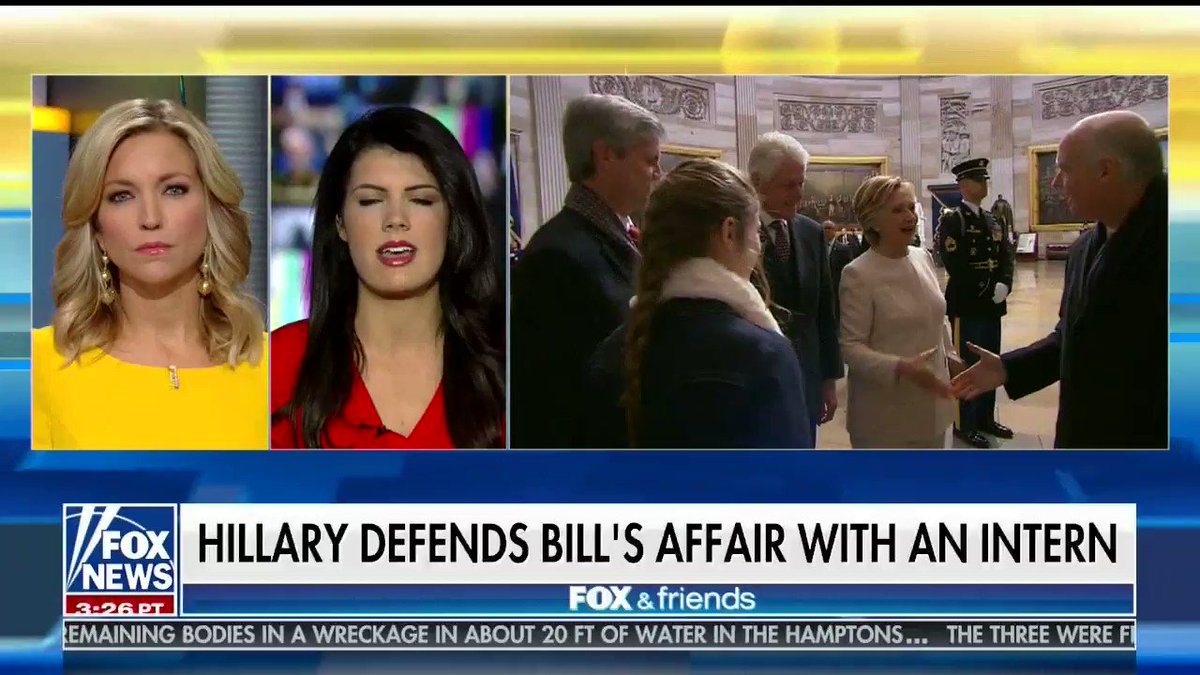 HILLARY DEFENDS BILL'S AFFAIR WITH AN INTERN
FOX
NEWS
3:26 PT
FOX & friends
REMAINING BODIES IN A WRECKAGE IN ABOUT 20 FT OF WATER IN THE HAMPTONS... THE THREE WERE F